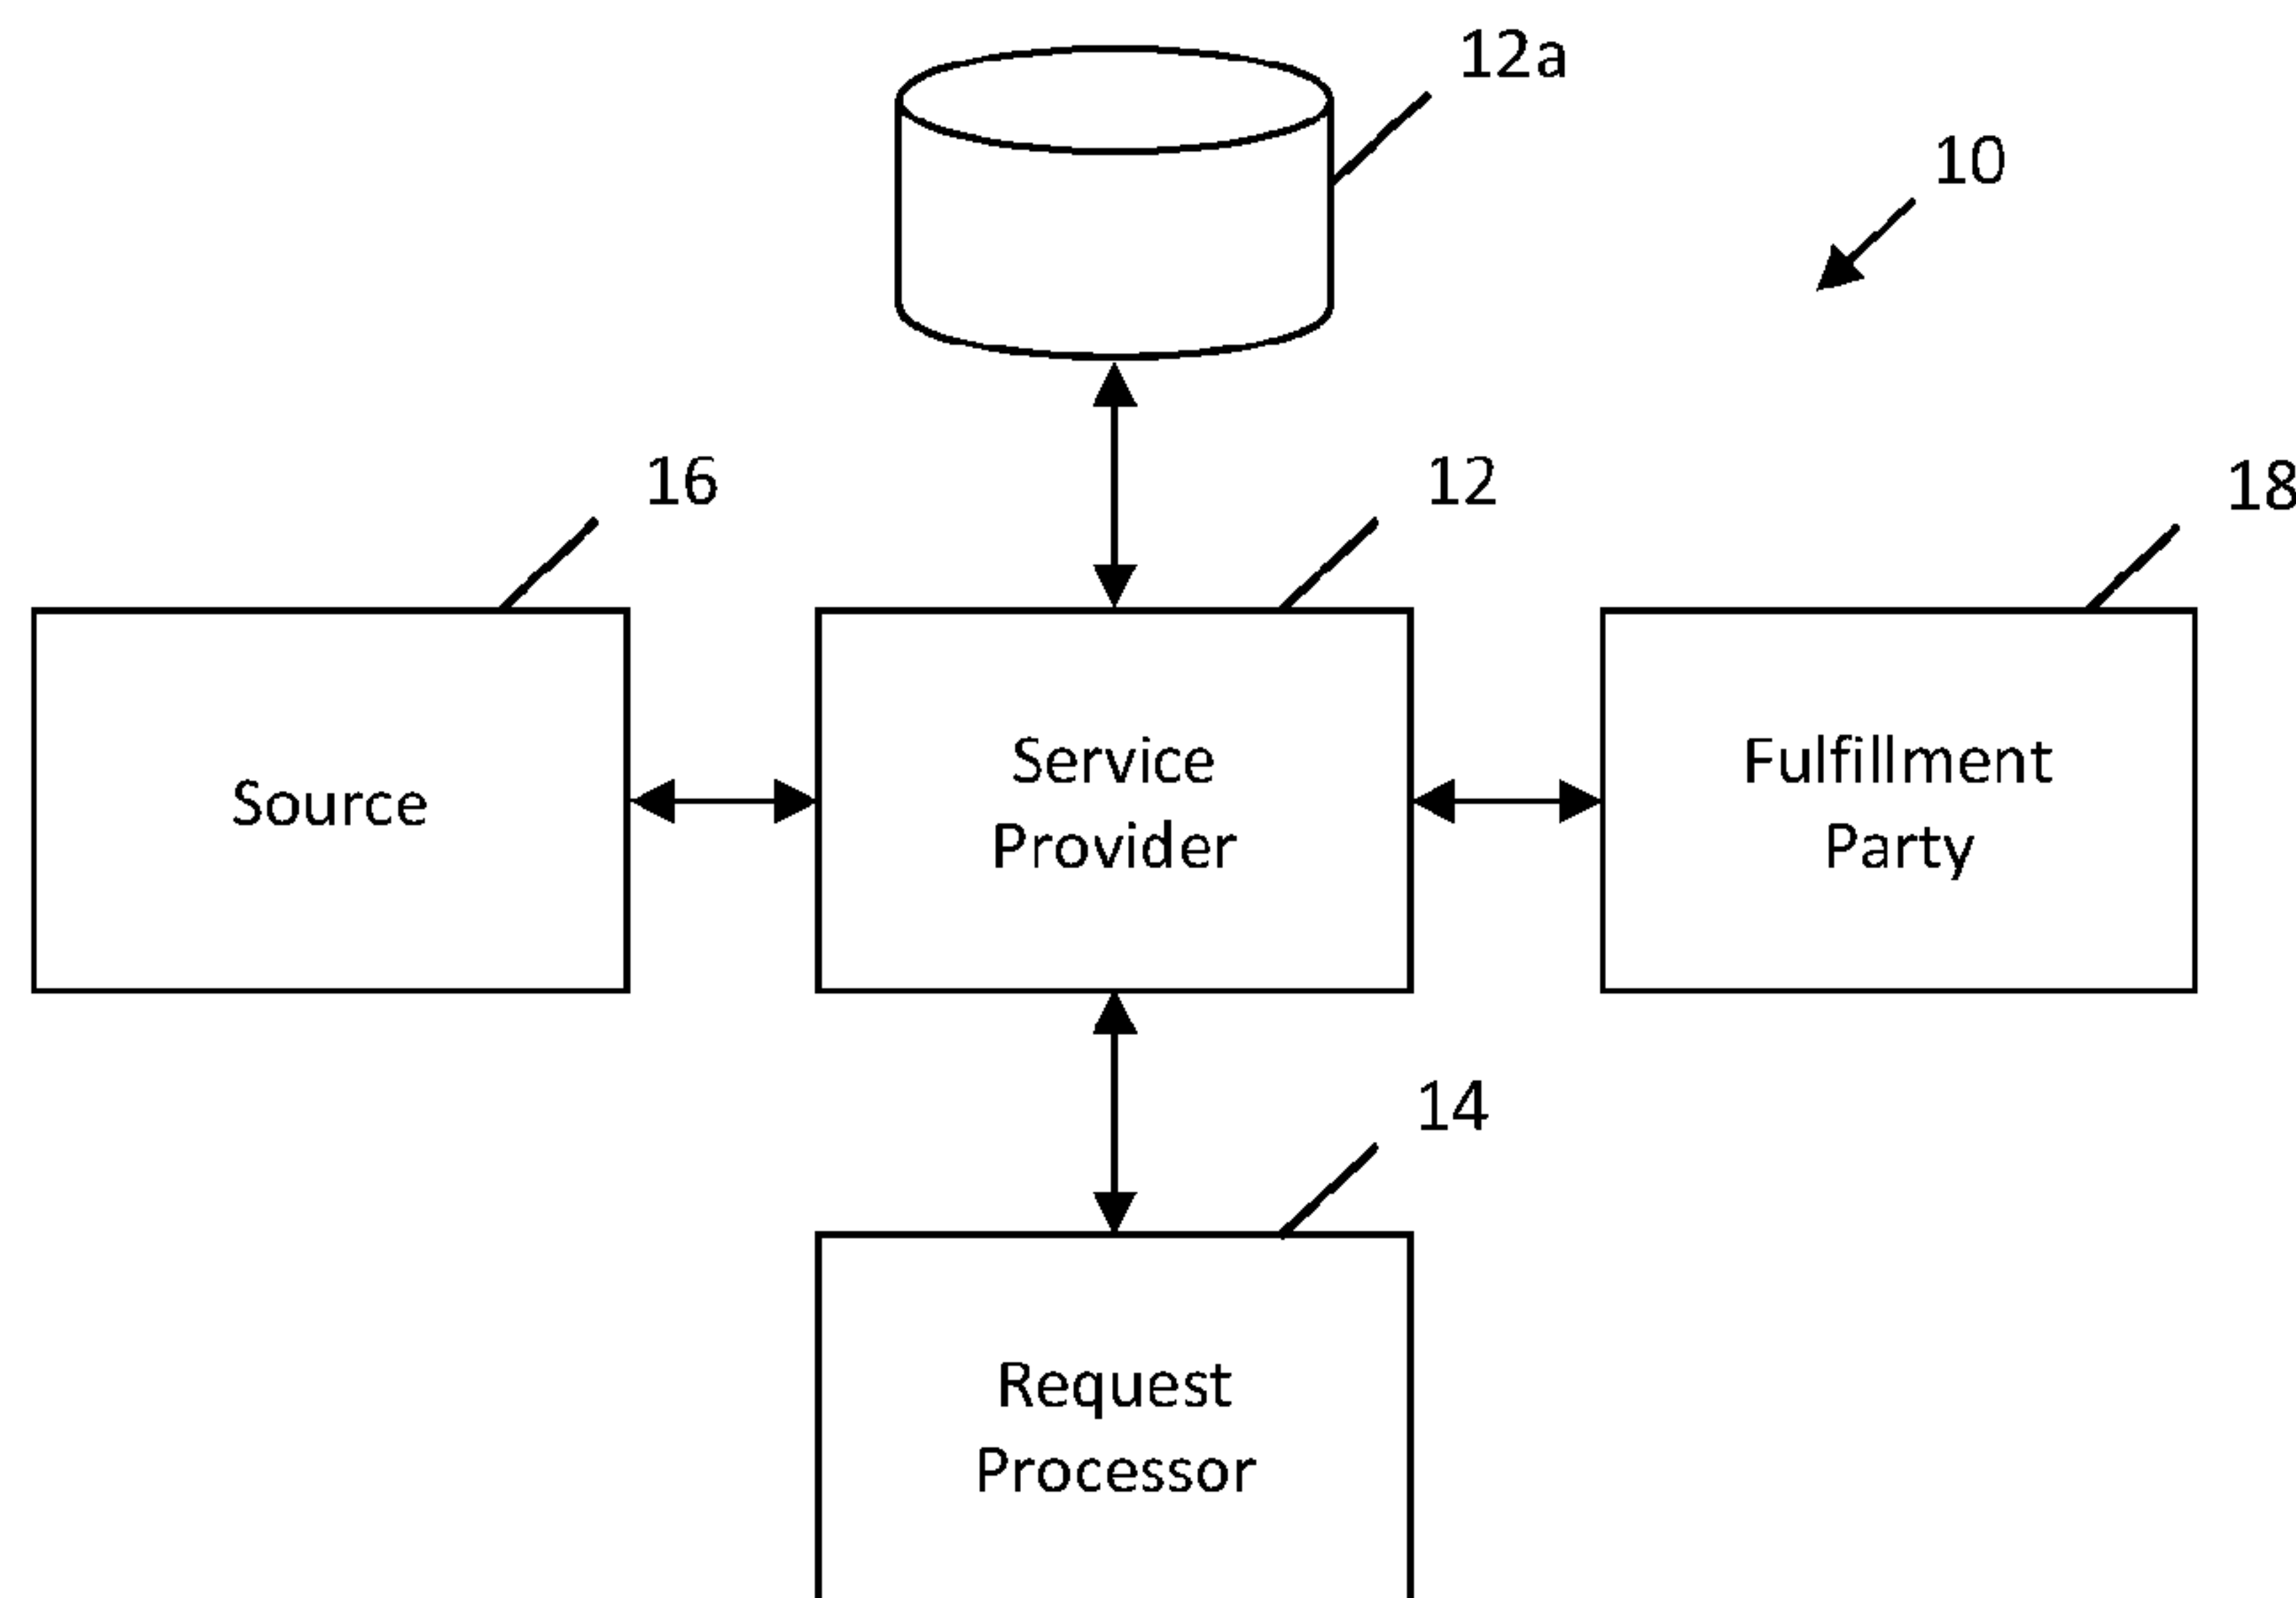 12a
10
16
12
18
Source
Service
Provider
Fulfillment
Party
14
Request
Processor